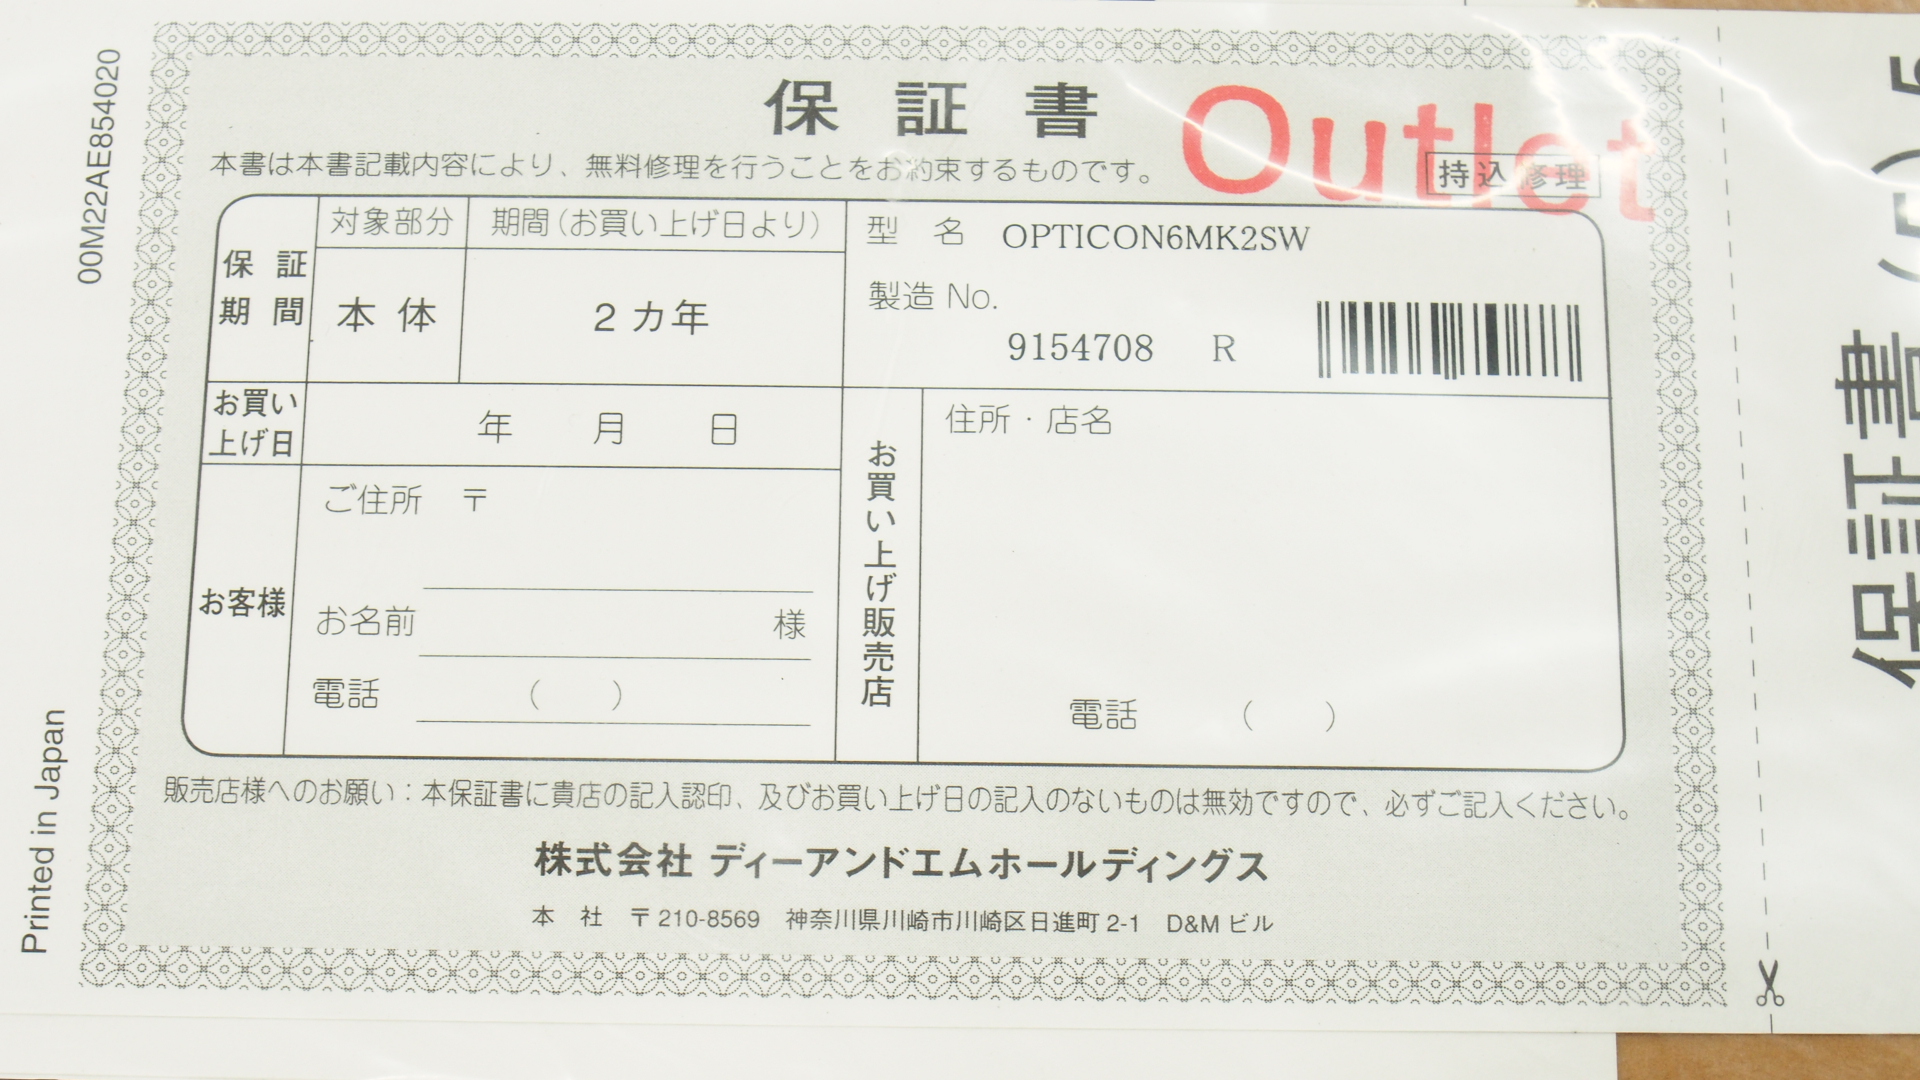 保証書
Outlet
本書は本書記載内容により、無料修理を行うことをお約束するものです。
持込修理
保証期間
対象部分
期間(お買い上げ日より)
本体
2カ年
型名 OPTICON6MK2SW
製造 No.
9154708 R
お買い上げ日
年 月 日
お客様
ご住所 〒
お名前 様
電話 ( )
お買い上げ販売店
住所・店名
電話 ( )
販売店様へのお願い:本保証書に貴店の記入認印、及びお買い上げ日の記入のないものは無効ですので、必ずご記入ください。
株式会社 ディーアンドエムホールディングス
本社 〒210-8569 神奈川県川崎市川崎区日進町 2-1 D&M ビル
00M22AE854020
Printed in Japan
保証書